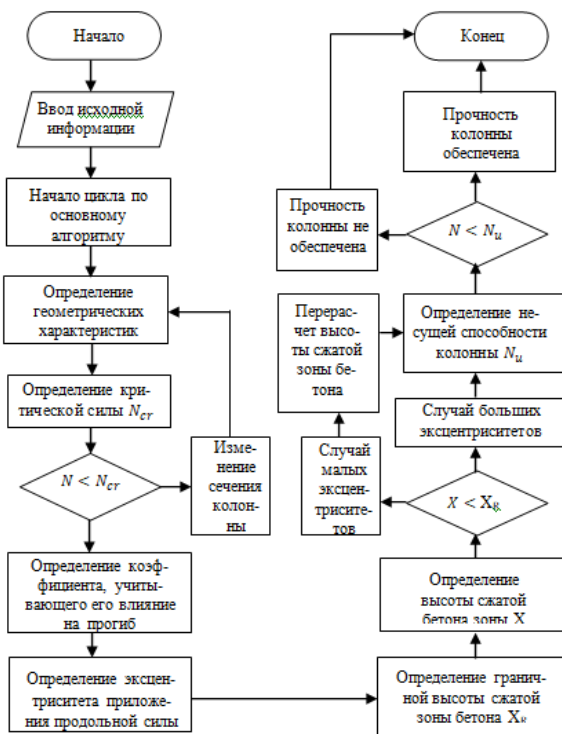 Начало
Ввод исходной
информации
Начало цикла по
основному
алгоритму
Определение
геометрических
характеристик
Определение кри-
тической силы N_cr
N < N_cr
Изме-
нение
сечения
колон-
ны
Определение коэф-
фициента, учиты-
вающего его влияние
на прогиб
Определение эксцен-
триситета приложе-
ния продольной силы
Определение гранич-
ной высоты сжатой
зоны бетона X_R
Определение
высоты сжатой
бетона зоны X
X < X_R
Случай
малых
эксцен-
трисите-
тов
Перерас-
чет высо-
ты сжатой
зоны бе-
тона
Случай больших
эксцентриситетов
Определение не-
сущей способности
колонны N_u
N < N_u
Прочность
колонны не
обеспечена
Прочность
колонны
обеспечена
Конец